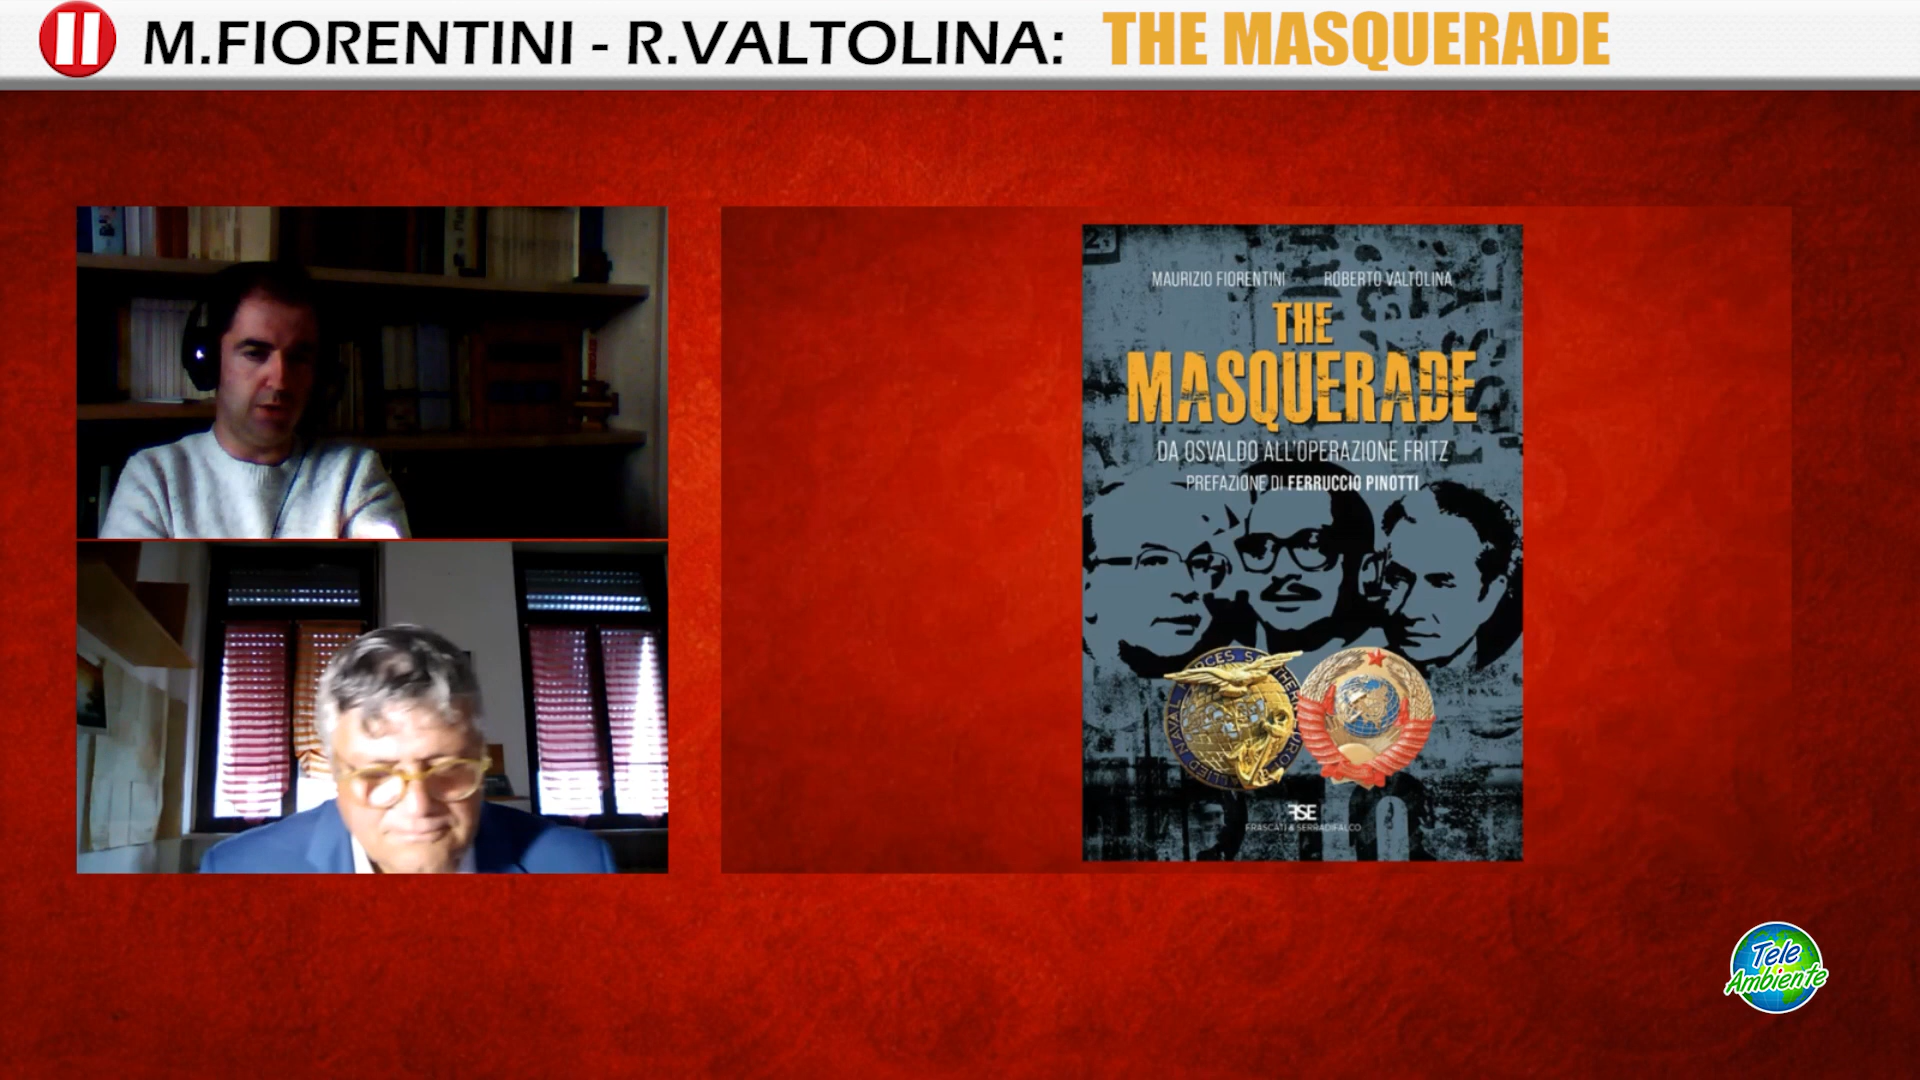 M.FIORENTINI - R.VALTOLINA: THE MASQUERADE
MAURIZIO FIORENTINI ROBERTO VALTOLINA
THE
MASQUERADE
DA OSVALDO ALL'OPERAZIONE FRITZ
PREFAZIONE DI FERRUCCIO PINOTTI
FSE
FRASCATI & SERRADIFALCO
Tele
Ambiente